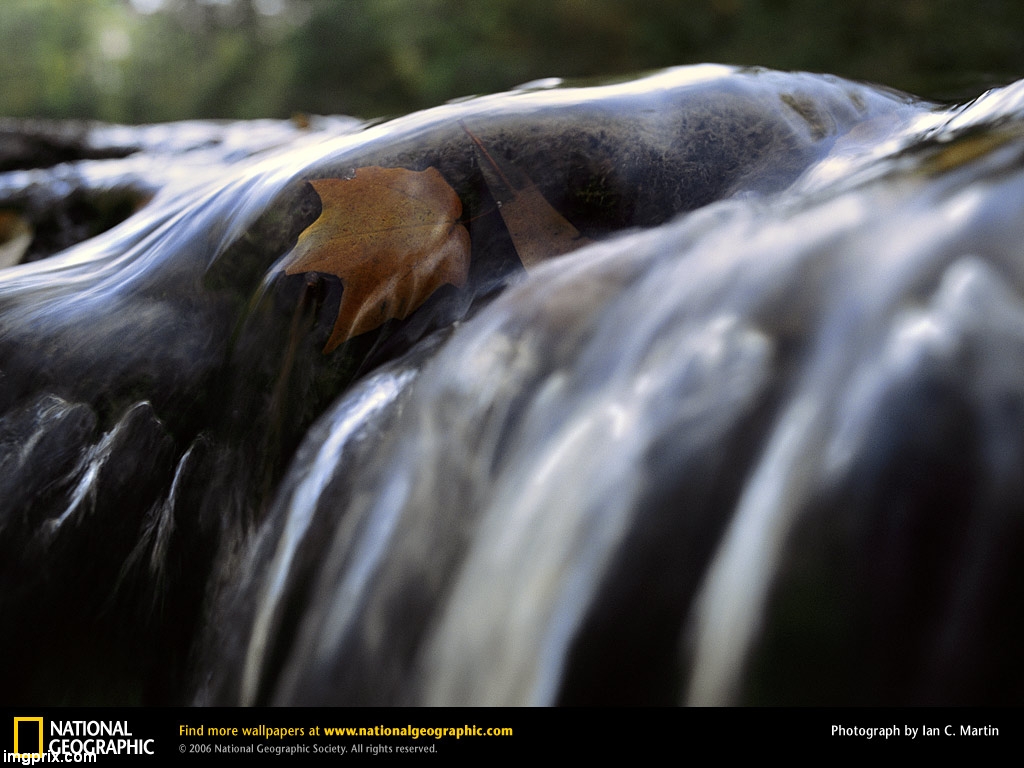 NATIONAL
GEOGRAPHIC
Find more wallpapers at www.nationalgeographic.com
© 2006 National Geographic Society. All rights reserved.
Photograph by Ian C. Martin
imgprix.com